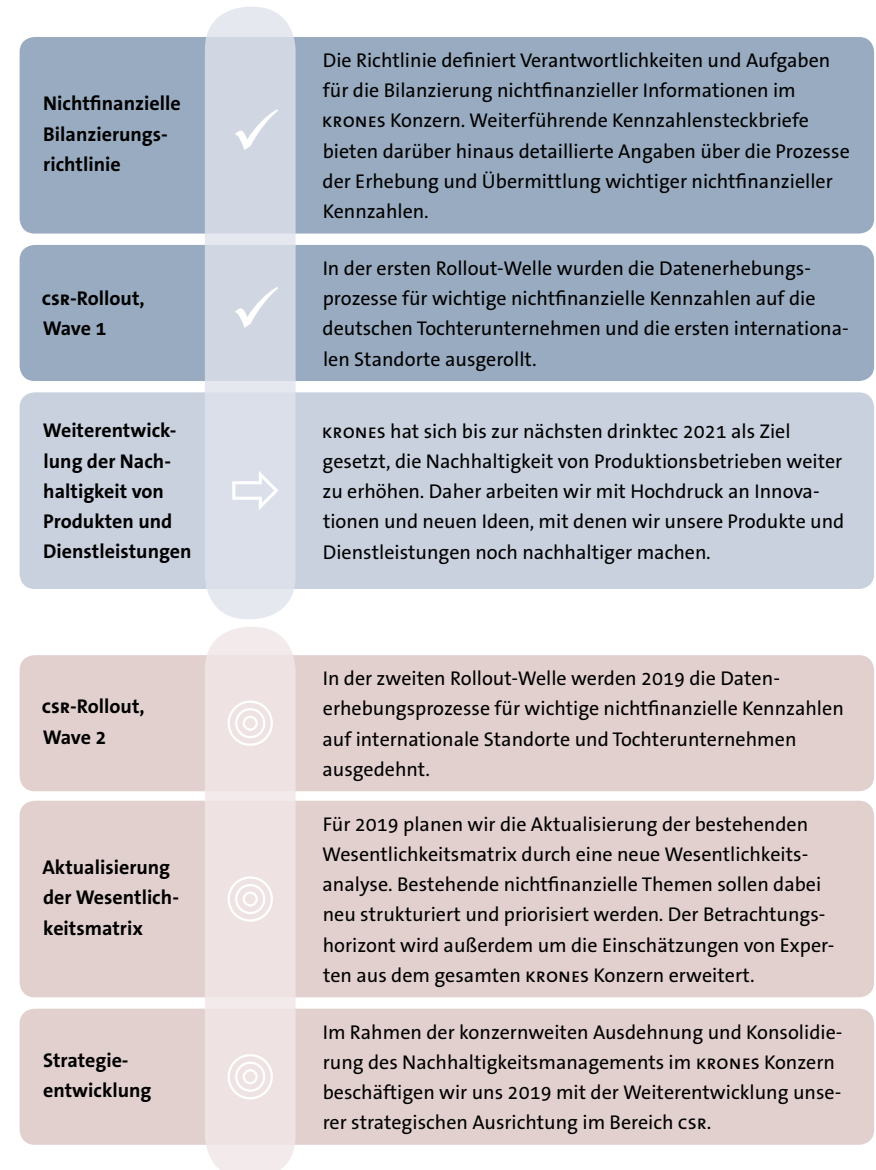 Nichtfinanzielle
Bilanzierungs-
richtlinie
Die Richtlinie definiert Verantwortlichkeiten und Aufgaben
für die Bilanzierung nichtfinanzieller Informationen im
KRONES Konzern. Weiterführende Kennzahlensteckbriefe
bieten darüber hinaus detaillierte Angaben über die Prozesse
der Erhebung und Übermittlung wichtiger nichtfinanzieller
Kennzahlen.
CSR-Rollout,
Wave 1
In der ersten Rollout-Welle wurden die Datenerhebungs-
prozesse für wichtige nichtfinanzielle Kennzahlen auf die
deutschen Tochterunternehmen und die ersten internationa-
len Standorte ausgerollt.
Weiterentwick-
lung der Nach-
haltigkeit von
Produkten und
Dienstleistungen
KRONES hat sich bis zur nächsten drinktec 2021 als Ziel
gesetzt, die Nachhaltigkeit von Produktionsbetrieben weiter
zu erhöhen. Daher arbeiten wir mit Hochdruck an Innova-
tionen und neuen Ideen, mit denen wir unsere Produkte und
Dienstleistungen noch nachhaltiger machen.
CSR-Rollout,
Wave 2
In der zweiten Rollout-Welle werden 2019 die Daten-
erhebungsprozesse für wichtige nichtfinanzielle Kennzahlen
auf internationale Standorte und Tochterunternehmen
ausgedehnt.
Aktualisierung
der Wesentlich-
keitsmatrix
Für 2019 planen wir die Aktualisierung der bestehenden
Wesentlichkeitsmatrix durch eine neue Wesentlichkeits-
analyse. Bestehende nichtfinanzielle Themen sollen dabei
neu strukturiert und priorisiert werden. Der Betrachtungs-
horizont wird außerdem um die Einschätzungen von Exper-
ten aus dem gesamten KRONES Konzern erweitert.
Strategie-
entwicklung
Im Rahmen der konzernweiten Ausdehnung und Konsolidie-
rung des Nachhaltigkeitsmanagements im KRONES Konzern
beschäftigen wir uns 2019 mit der Weiterentwicklung unse-
rer strategischen Ausrichtung im Bereich CSR.